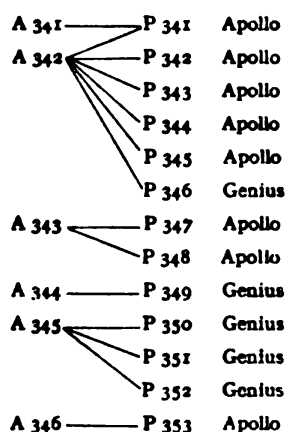 A 341 P 341 Apollo
A 342 P 342 Apollo
P 343 Apollo
P 344 Apollo
P 345 Apollo
P 346 Genius
A 343 P 347 Apollo
P 348 Apollo
A 344 P 349 Genius
A 345 P 350 Genius
P 351 Genius
P 352 Genius
A 346 P 353 Apollo